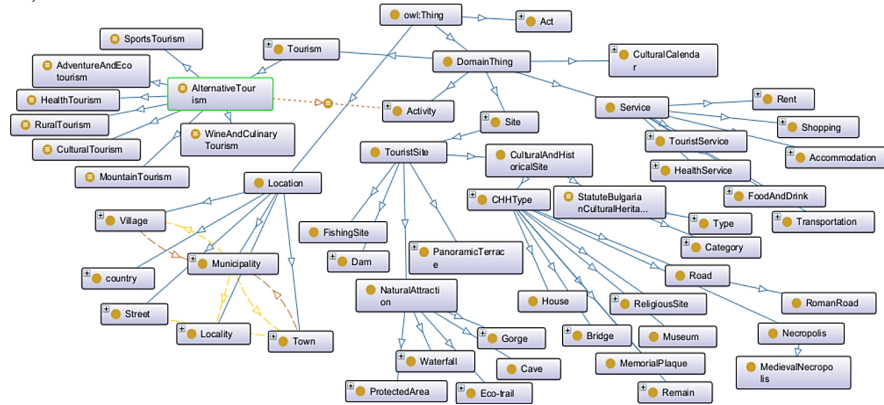 owl:Thing
Act
SportsTourism
Tourism
DomainThing
CulturalCalenda
r
AdventureAndEco
tourism
AlternativeTour
ism
HealthTourism
Activity
Service
Rent
RuralTourism
WineAndCulinary
Tourism
Site
Shopping
CulturalTourism
TouristSite
CulturalAndHist
oricalSite
TouristService
Accommodation
MountainTourism
Location
HealthService
CHHType
StatuteBulgaria
nCulturalHerita...
FoodAndDrink
Village
Type
Transportation
FishingSite
Category
Municipality
Dam
PanoramicTerrac
e
country
Road
NaturalAttracti
on
House
ReligiousSite
RomanRoad
Street
Locality
Town
Gorge
Bridge
Museum
Necropolis
Waterfall
Cave
MemorialPlaque
MedievalNecropo
lis
ProtectedArea
Eco-trail
Remain